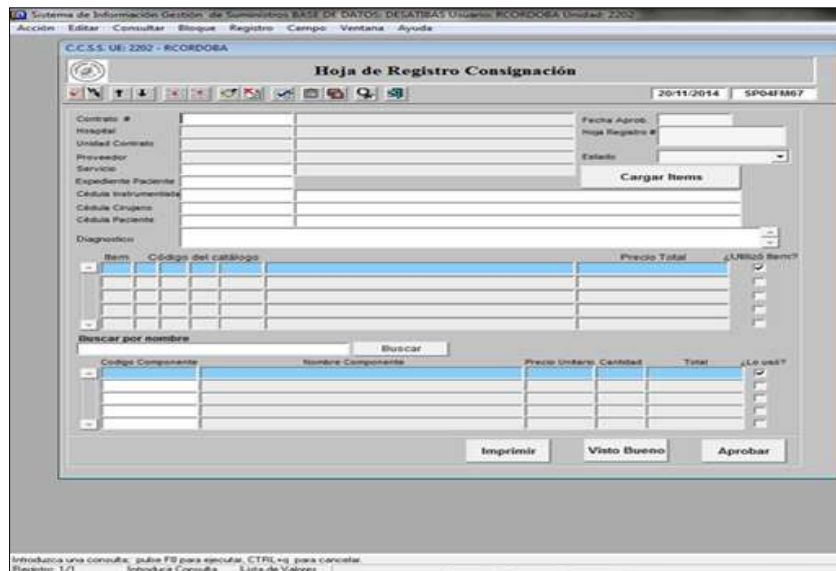 Sistema de Información Gestión de Suministros BASE DE DATOS: DESATIBAS Usuario: RCORDOBA Unidad: 2202
Acción Editar Consultar Bloque Registro Campo Ventana Ayuda
C.C.S.S. UE: 2202 - RCORDOBA
Hoja de Registro Consignación
20/11/2014 SP04FM67
Contrato # Fecha Aprob.
Hospital Hoja Registro #
Unidad Contrato
Proveedor Estado
Servicio
Expediente Paciente Cargar Items
Cédula Instrumentista
Cédula Cirujano
Cédula Paciente
Diagnostico
Item Código del catálogo Precio Total ¿Utilizó Item?
Buscar por nombre
Buscar
Codigo Componente Nombre Componente Precio Unitario Cantidad Total ¿Lo usó?
Imprimir Visto Bueno Aprobar
Introduzca una consulta; pulse F8 para ejecutar, CTRL+q para cancelar.
Registro: 1/1 Introducir Consulta Lista de Valores